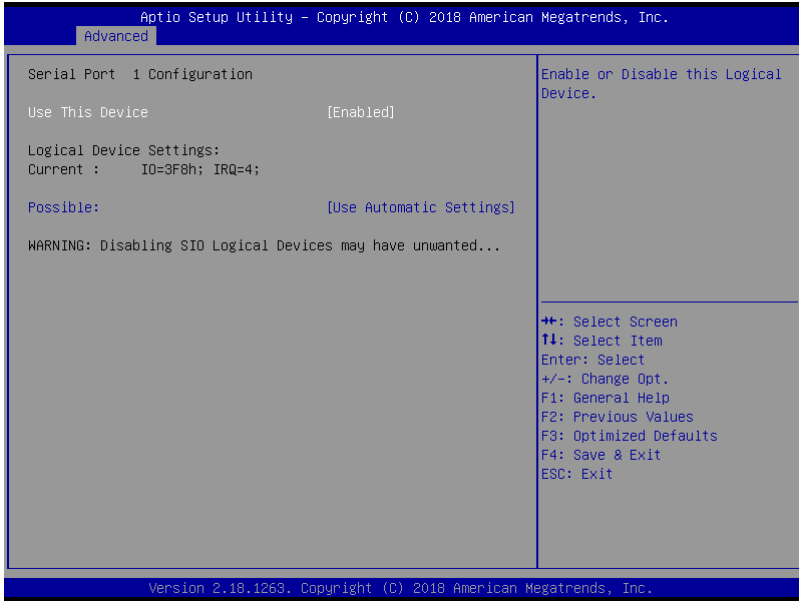 Aptio Setup Utility – Copyright (C) 2018 American Megatrends, Inc.
Advanced
Serial Port 1 Configuration
Use This Device [Enabled]
Logical Device Settings:
Current : IO=3F8h; IRQ=4;
Possible: [Use Automatic Settings]
WARNING: Disabling SIO Logical Devices may have unwanted...
Enable or Disable this Logical
Device.
→←: Select Screen
↑↓: Select Item
Enter: Select
+/-: Change Opt.
F1: General Help
F2: Previous Values
F3: Optimized Defaults
F4: Save & Exit
ESC: Exit
Version 2.18.1263. Copyright (C) 2018 American Megatrends, Inc.